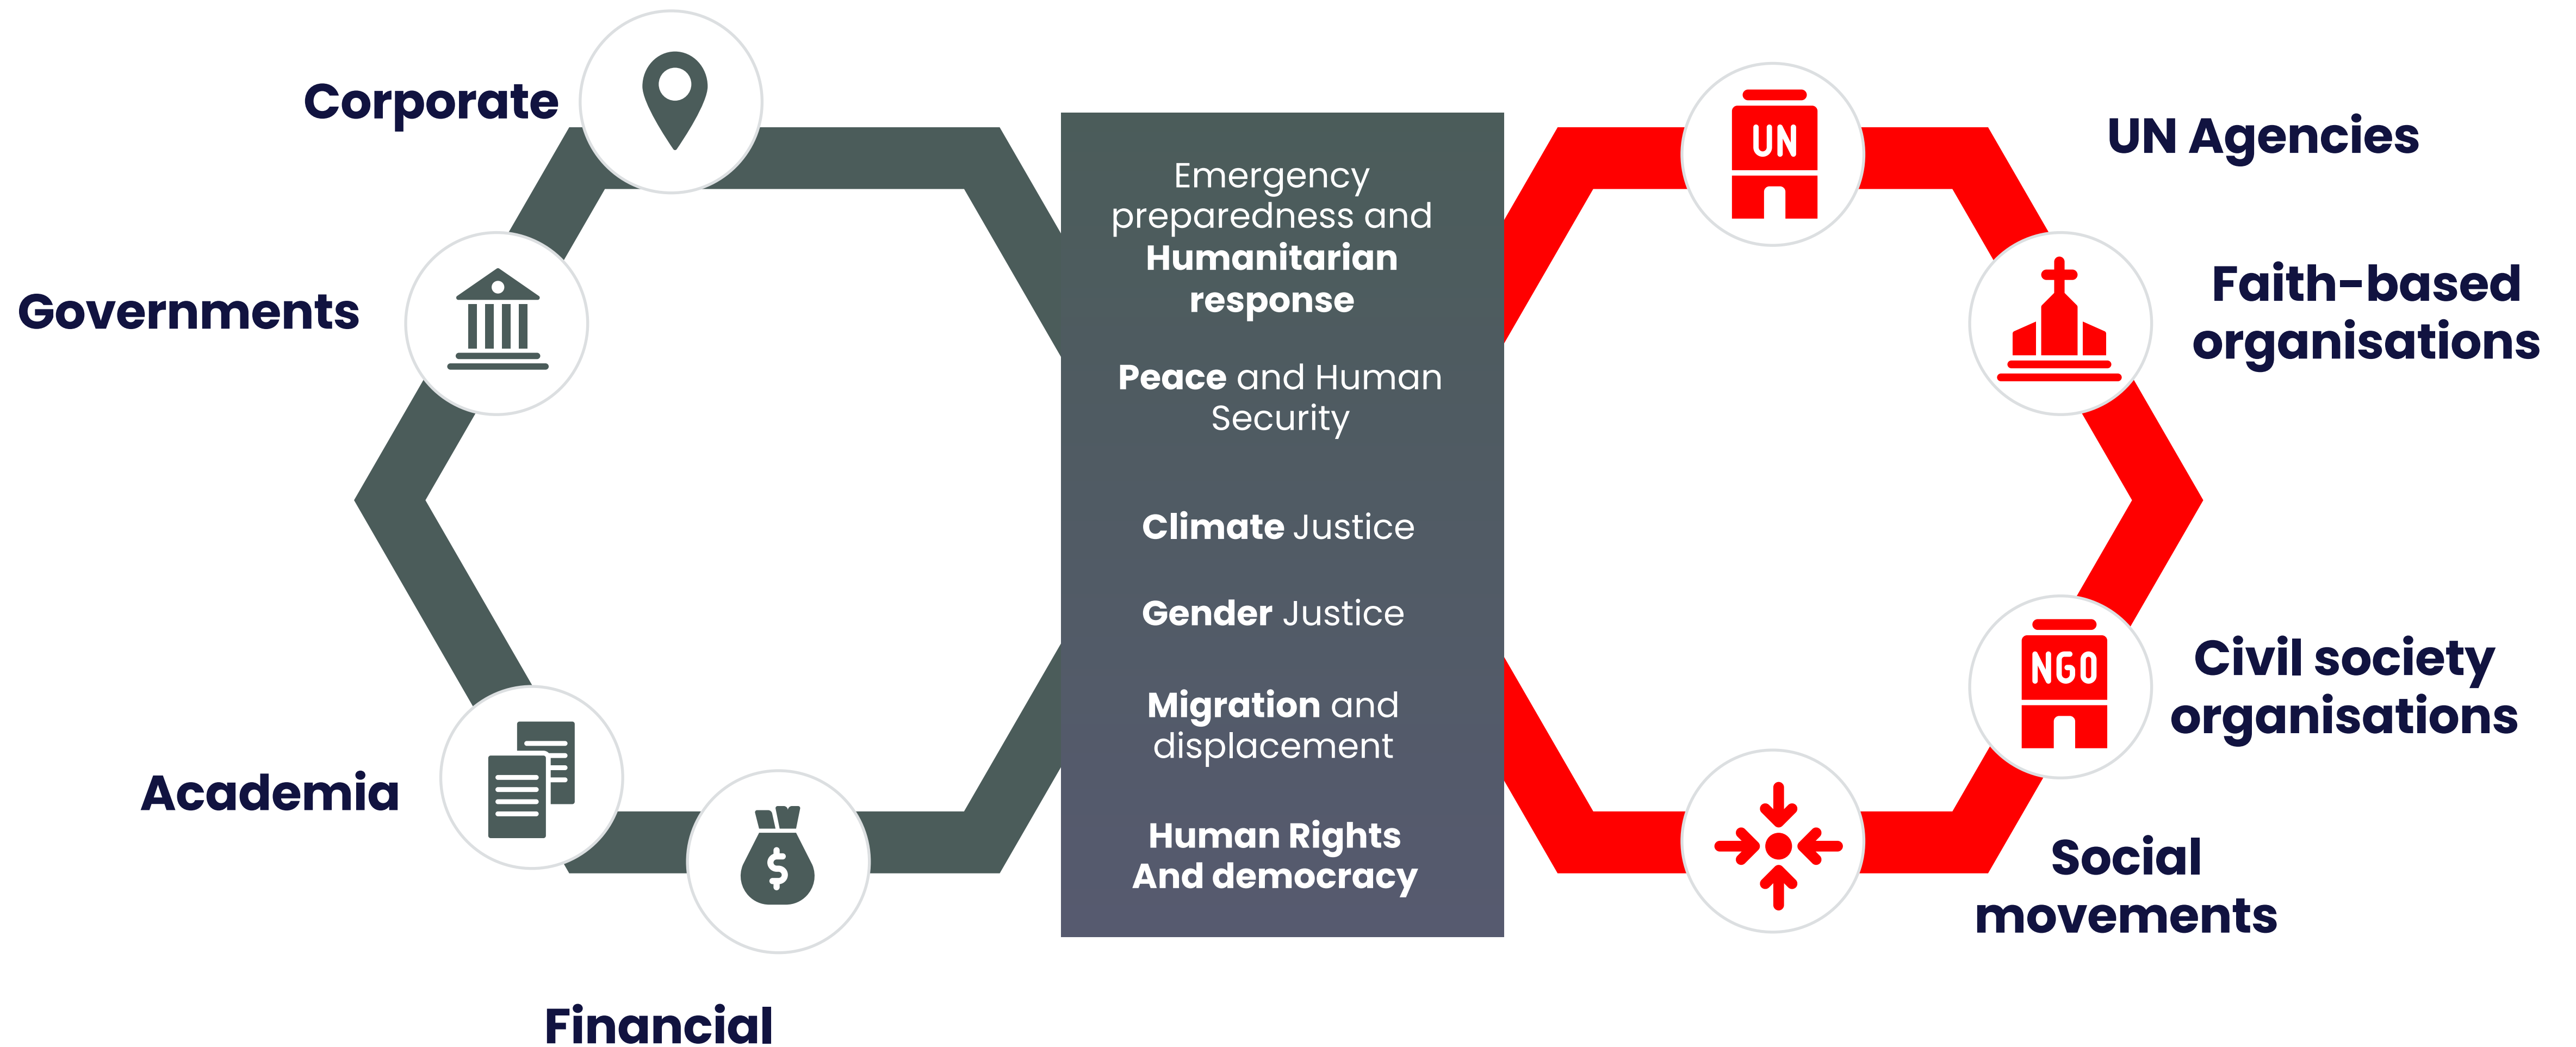 Corporate
Governments
Academia
Financial
Emergency
preparedness and
Humanitarian
response
Peace and Human
Security
Climate Justice
Gender Justice
Migration and
displacement
Human Rights
And democracy
UN
UN Agencies
Faith-based
organisations
NGO
Civil society
organisations
Social
movements
$